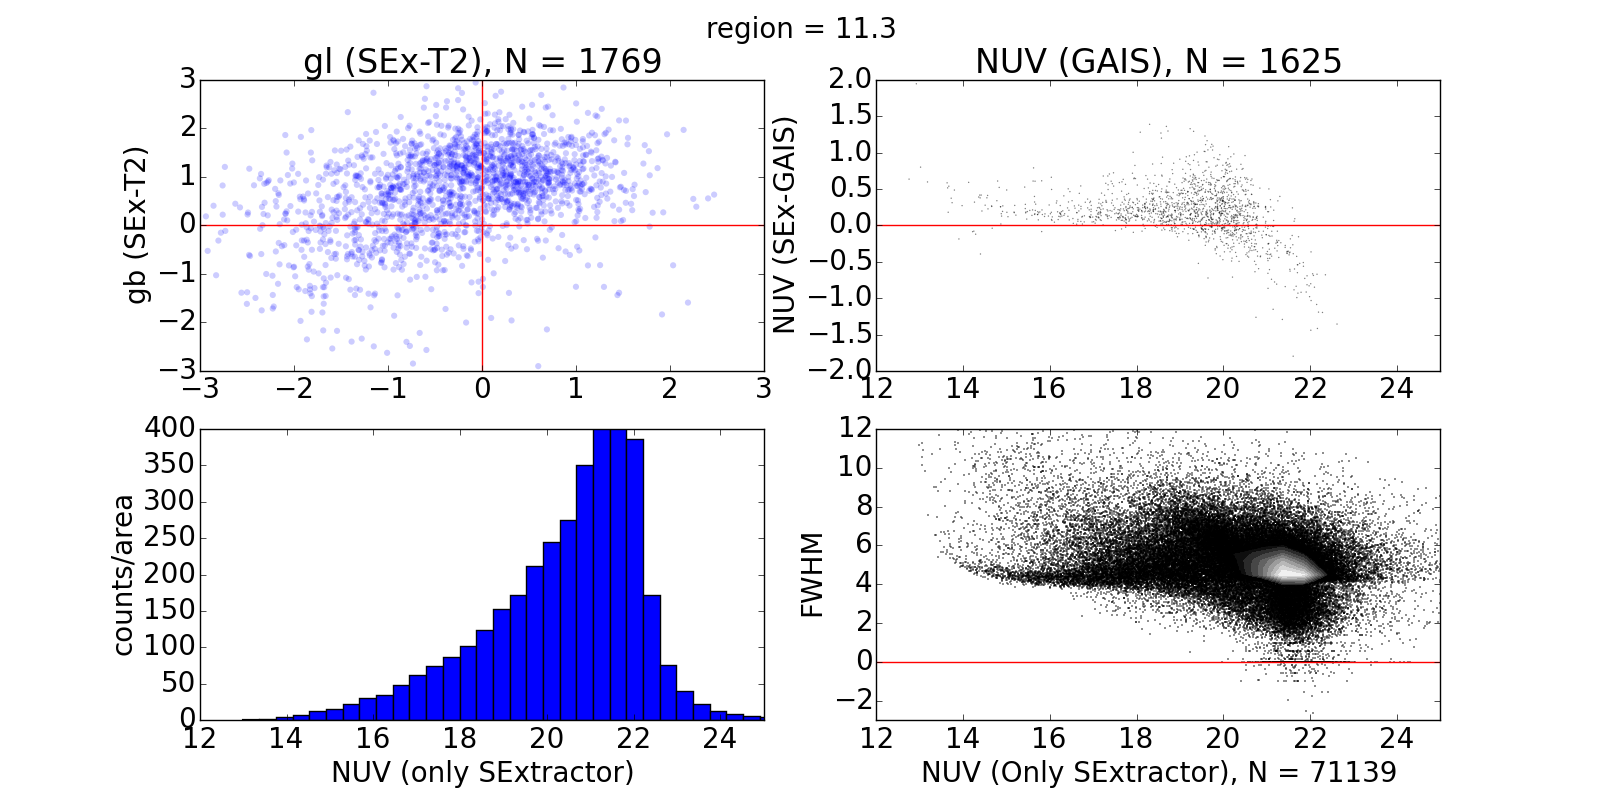 region = 11.3
gl (SEx-T2), N = 1769
NUV (GAIS), N = 1625
gb (SEx-T2)
3
2
1
0
−1
−2
−3
−3 −2 −1 0 1 2 3
NUV (SEx-GAIS)
2.0
1.5
1.0
0.5
0.0
−0.5
−1.0
−1.5
−2.0
12 14 16 18 20 22 24
counts/area
400
350
300
250
200
150
100
50
0
12 14 16 18 20 22 24
NUV (only SExtractor)
FWHM
12
10
8
6
4
2
0
−2
12 14 16 18 20 22 24
NUV (Only SExtractor), N = 71139